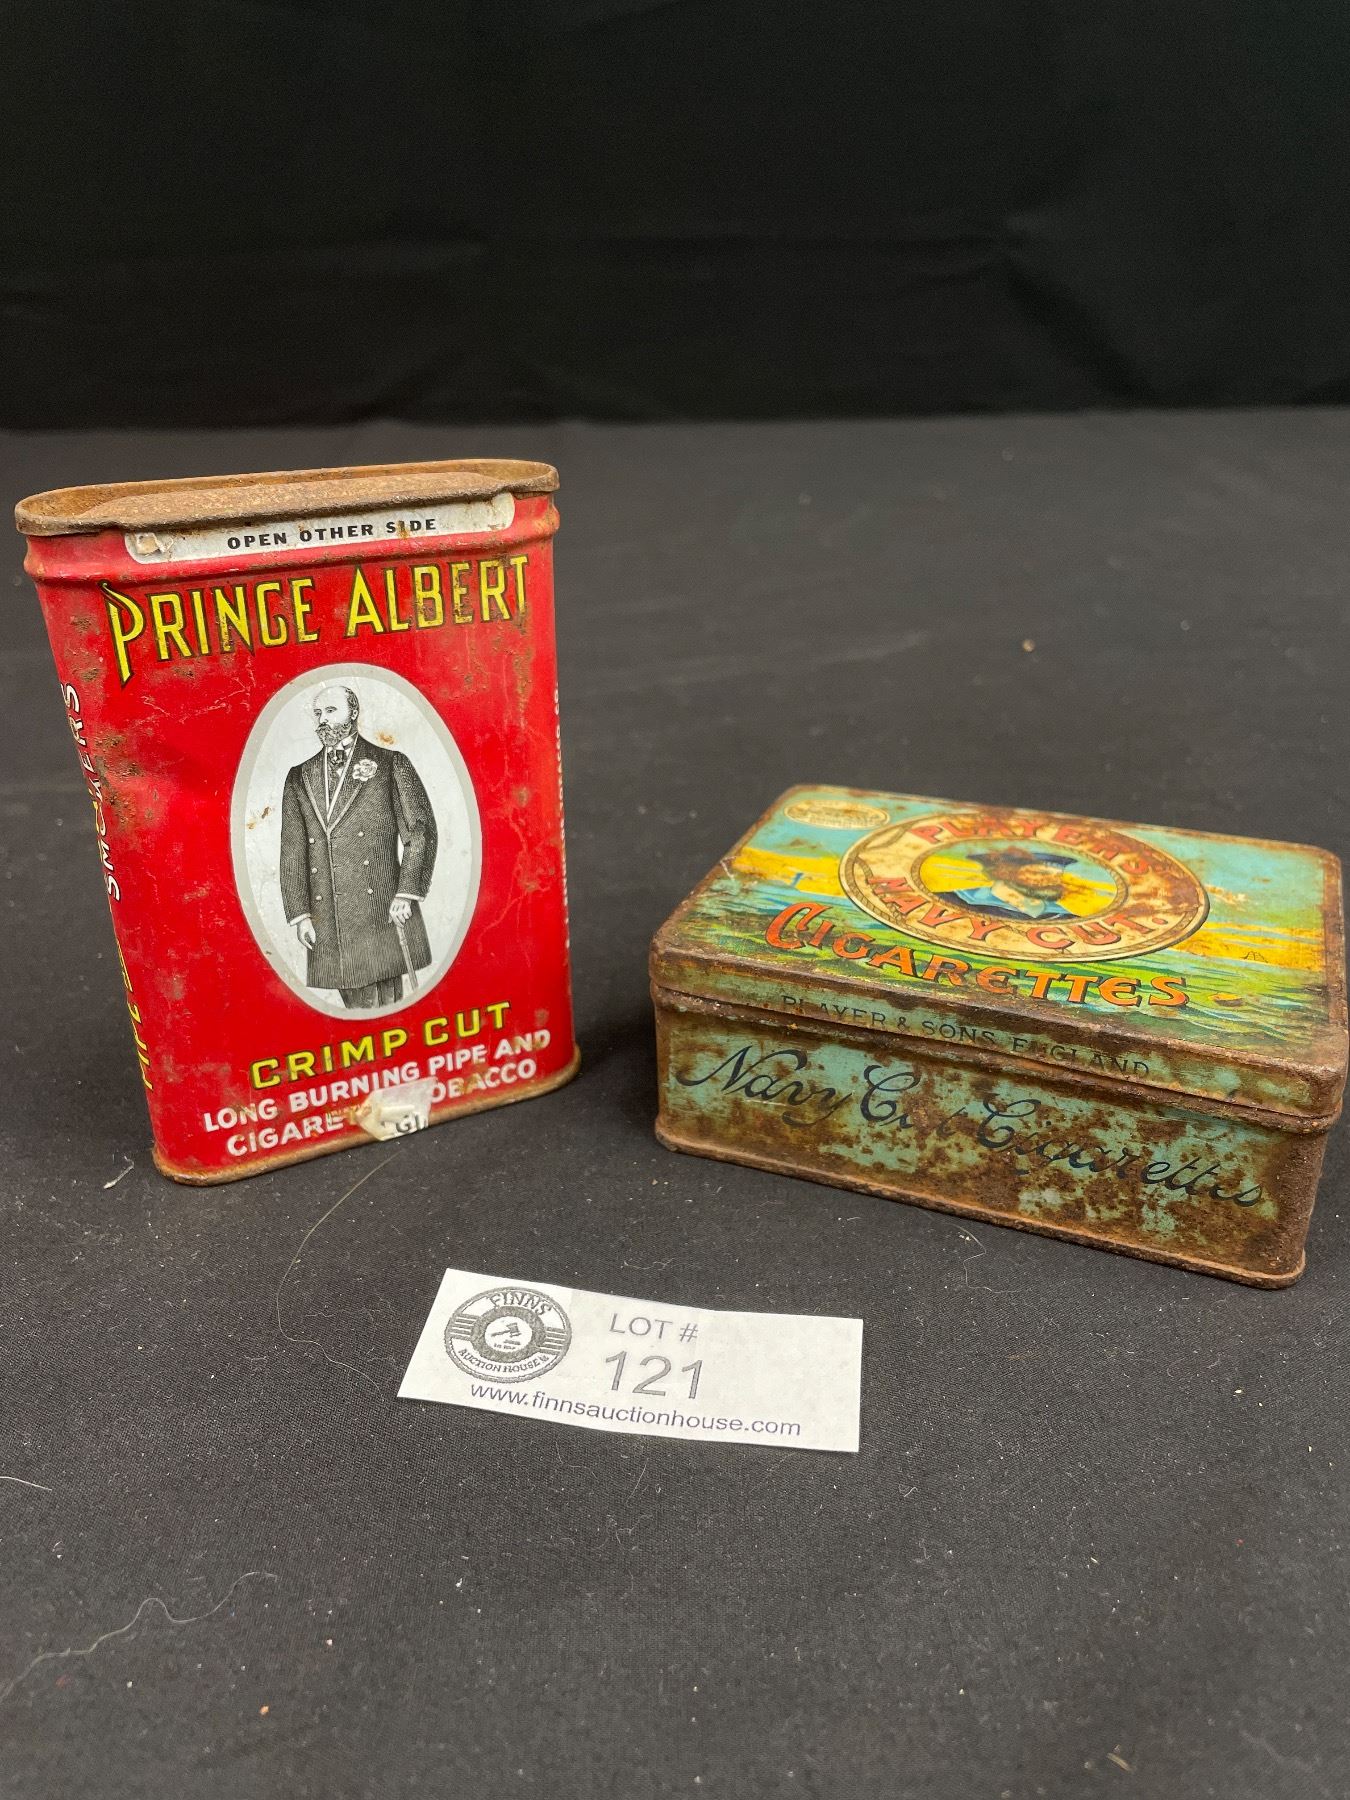 OPEN OTHER SIDE
PRINCE ALBERT
CRIMP CUT
LONG BURNING PIPE AND
CIGARE TOBACCO
SMOKERS
PLAYER'S
NAVY CUT.
CIGARETTES
PLAYER & SONS, ENGLAND
Navy Cut Cigarettes
FINNS
AUCTION HOUSE
LOT #
121
www.finnsauctionhouse.com